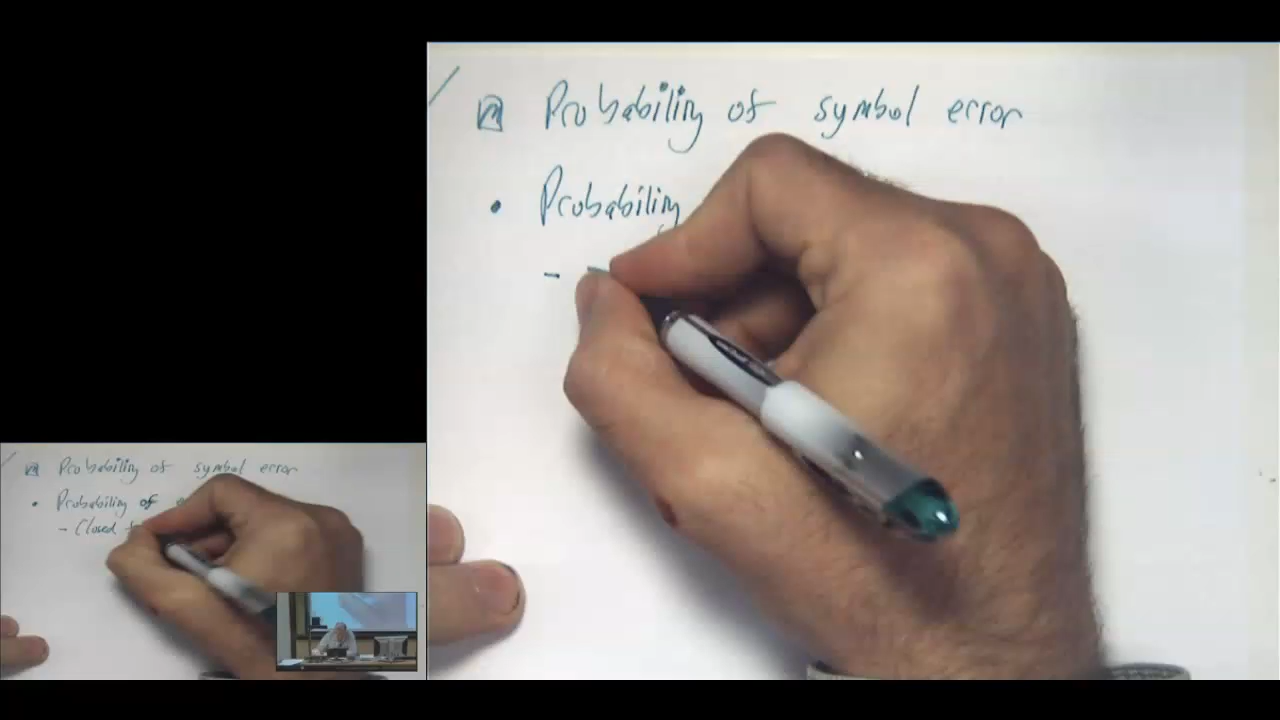 Probability of symbol error
• Probability
-
Probability of symbol error
• Probability of
- Closed